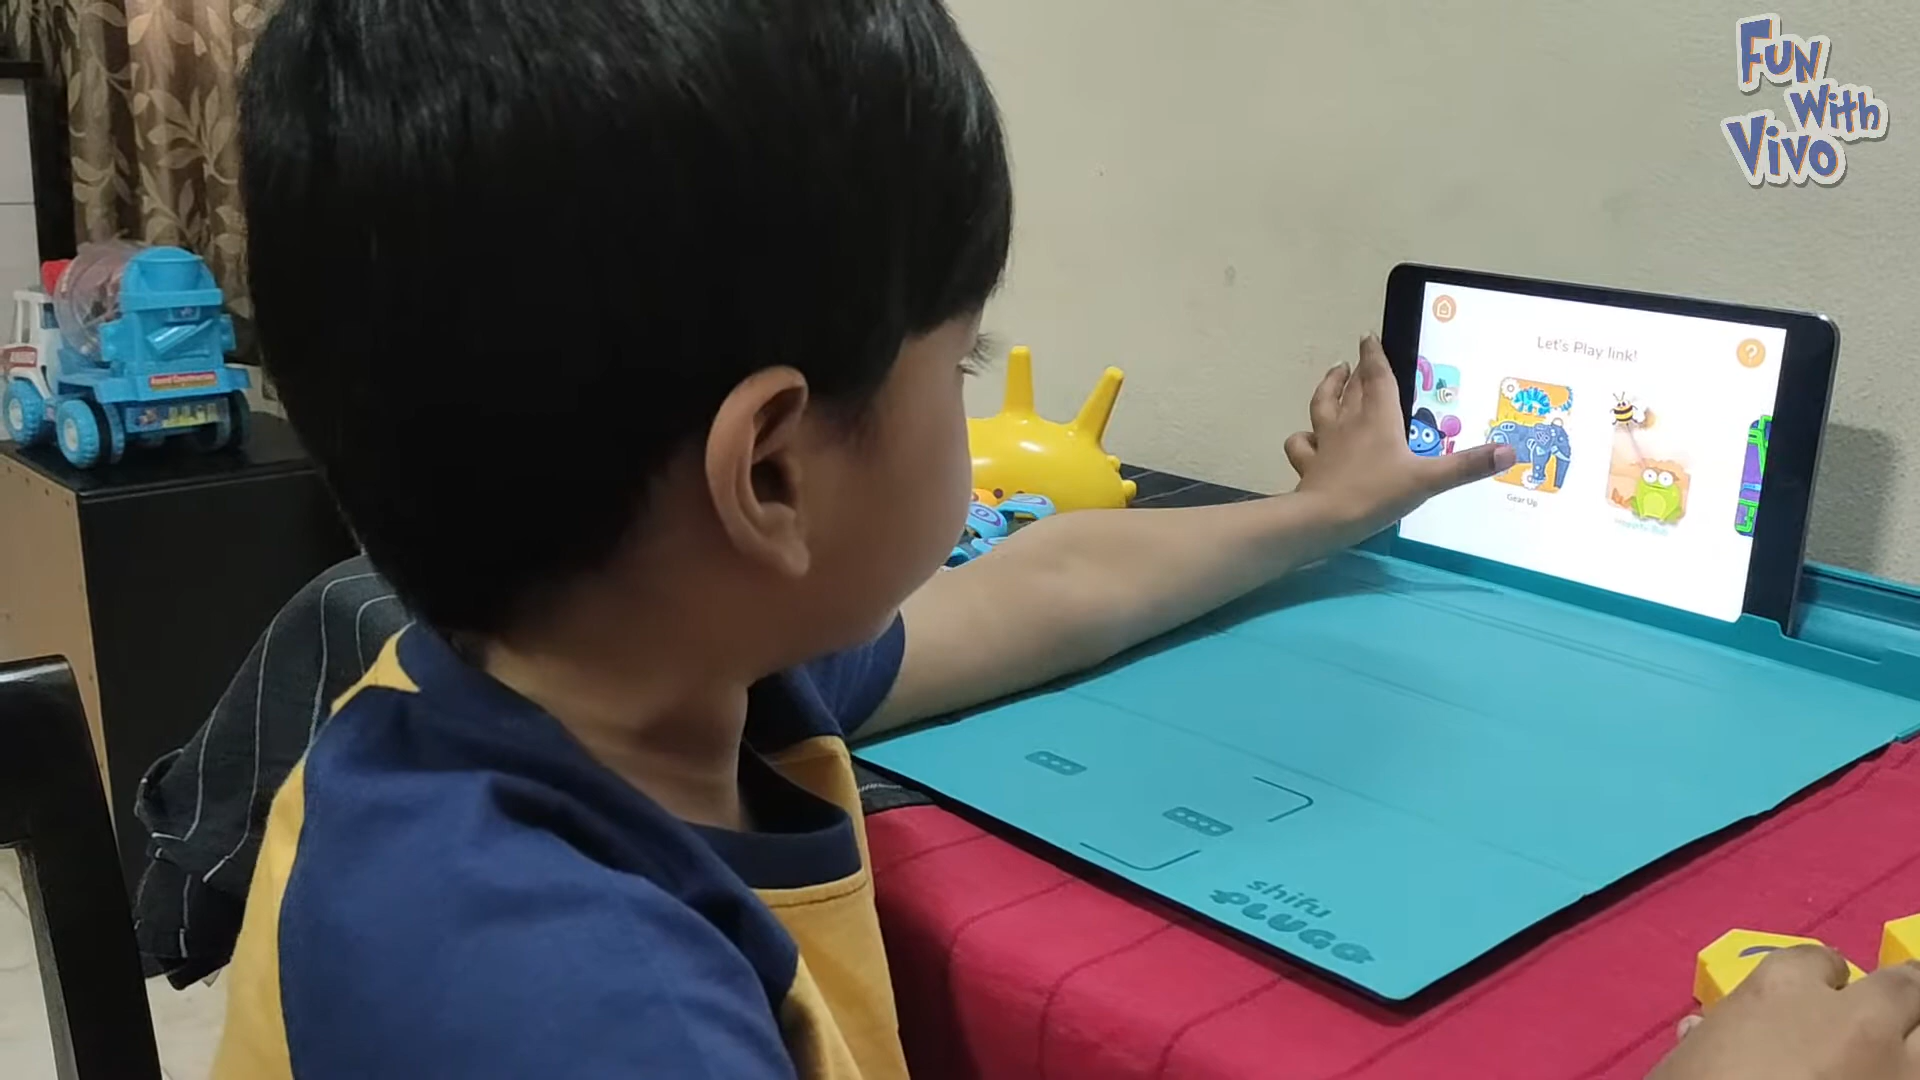 Fun
With
Vivo
Let's Play link!
Gear Up
shifu
PLUGO